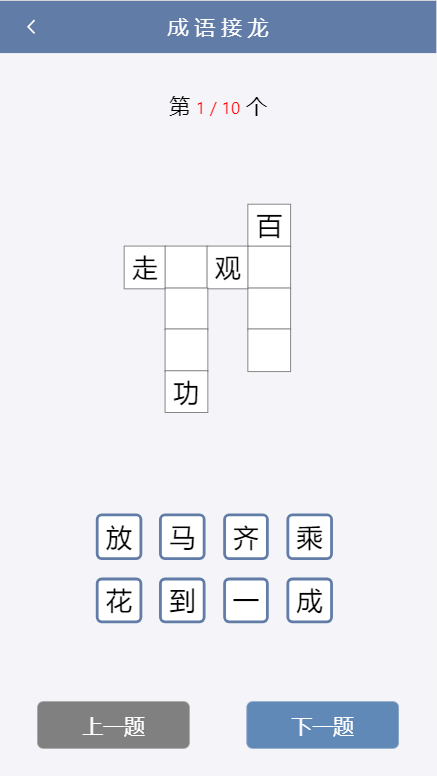 成语接龙
第 1 / 10 个
百
走 观
功
放 马 齐 乘
花 到 一 成
上一题 下一题